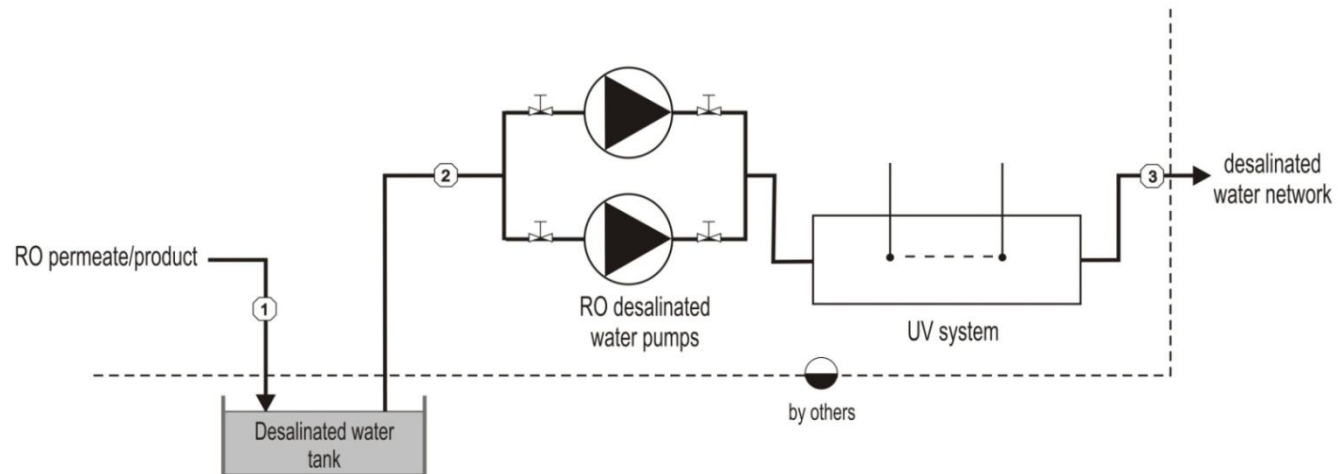 RO permeate/product
1
Desalinated water
tank
2
RO desalinated
water pumps
UV system
3
desalinated
water network
by others